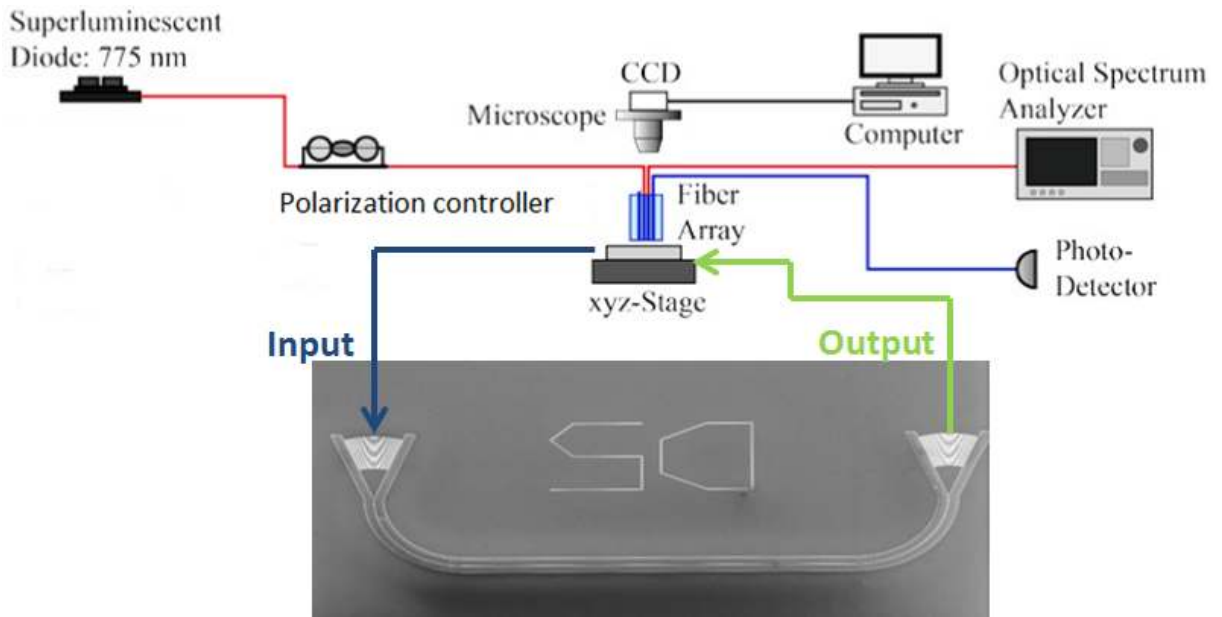 Superluminescent
Diode: 775 nm
CCD
Microscope
Computer
Optical Spectrum
Analyzer
Polarization controller
Fiber
Array
Photo-
Detector
xyz-Stage
Input
Output